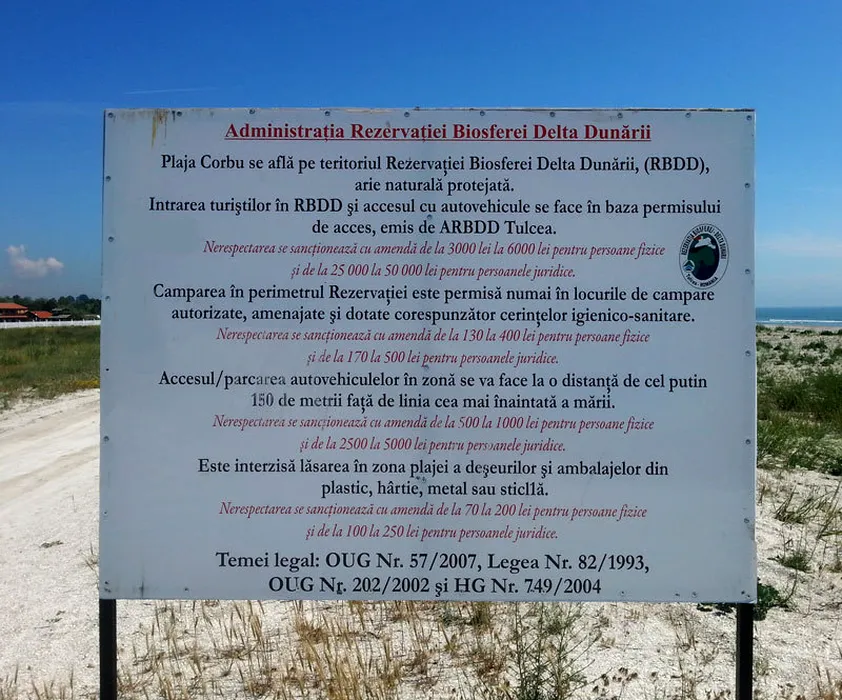 Administrația Rezervației Biosferei Delta Dunării
Plaja Corbu se află pe teritoriul Rezervației Biosferei Delta Dunării, (RBDD),
arie naturală protejată.
Intrarea turiștilor în RBDD și accesul cu autovehicule se face în baza permisului
de acces, emis de ARBDD Tulcea.
Nerespectarea se sancționează cu amendă de la 3000 lei la 6000 lei pentru persoane fizice
și de la 25 000 la 50 000 lei pentru persoanele juridice.
Camparea în perimetrul Rezervației este permisă numai în locurile de campare
autorizate, amenajate și dotate corespunzător cerințelor igienico-sanitare.
Nerespectarea se sancționează cu amendă de la 130 la 400 lei pentru persoane fizice
și de la 170 la 500 lei pentru persoanele juridice.
Accesul/parcarea autovehiculelor în zonă se va face la o distanță de cel putin
150 de metrii față de linia cea mai înaintată a mării.
Nerespectarea se sancționează cu amendă de la 500 la 1000 lei pentru persoane fizice
și de la 2500 la 5000 lei pentru persoanele juridice.
Este interzisă lăsarea în zona plajei a deșeurilor și ambalajelor din
plastic, hârtie, metal sau sticllă.
Nerespectarea se sancționează cu amendă de la 70 la 200 lei pentru persoane fizice
și de la 100 la 250 lei pentru persoanele juridice.
Temei legal: OUG Nr. 57/2007, Legea Nr. 82/1993,
OUG Nr. 202/2002 și HG Nr. 749/2004
REZERVAȚIA BIOSFEREI - DELTA DUNĂRII
Tulcea - ROMANIA